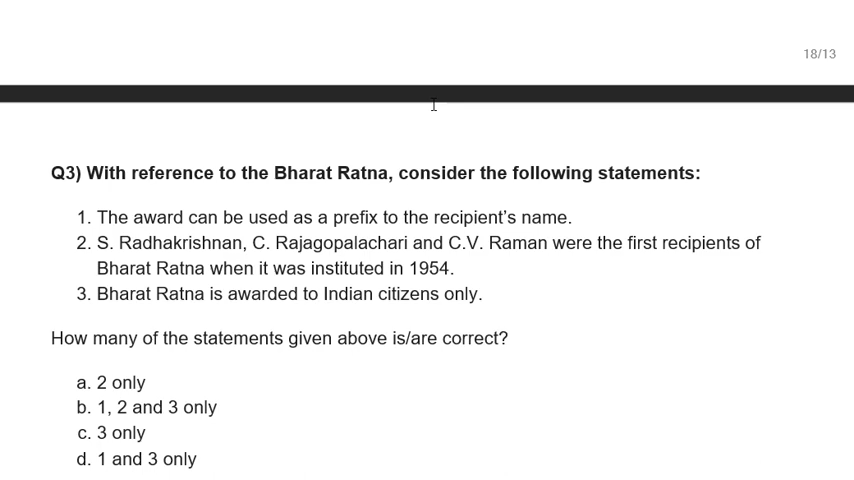 18/13
Q3) With reference to the Bharat Ratna, consider the following statements:
1. The award can be used as a prefix to the recipient’s name.
2. S. Radhakrishnan, C. Rajagopalachari and C.V. Raman were the first recipients of
Bharat Ratna when it was instituted in 1954.
3. Bharat Ratna is awarded to Indian citizens only.
How many of the statements given above is/are correct?
a. 2 only
b. 1, 2 and 3 only
c. 3 only
d. 1 and 3 only